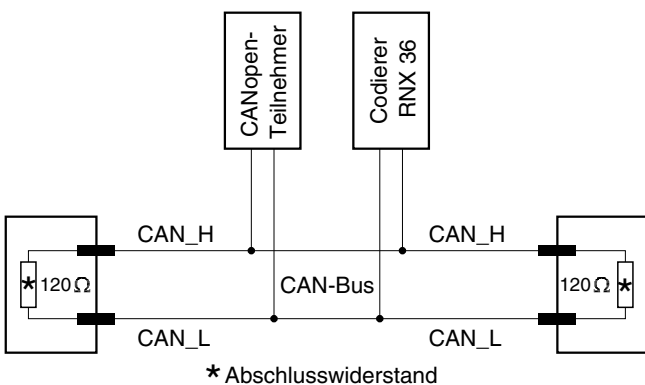 CANopen-
Teilnehmer
Codierer
RNX 36
CAN_H
CAN_H
* 120 Ω
CAN-Bus
120 Ω *
CAN_L
CAN_L
* Abschlusswiderstand